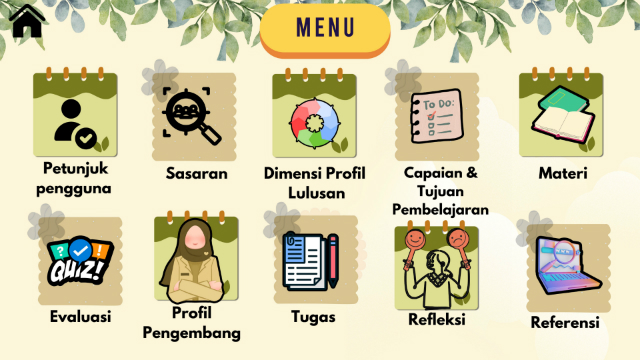 MENU
Petunjuk
pengguna
Sasaran
Dimensi Profil
Lulusan
To Do:
Capaian &
Tujuan
Pembelajaran
Materi
? !
QUIZ!
Evaluasi
Profil
Pengembang
Tugas
Refleksi
Referensi